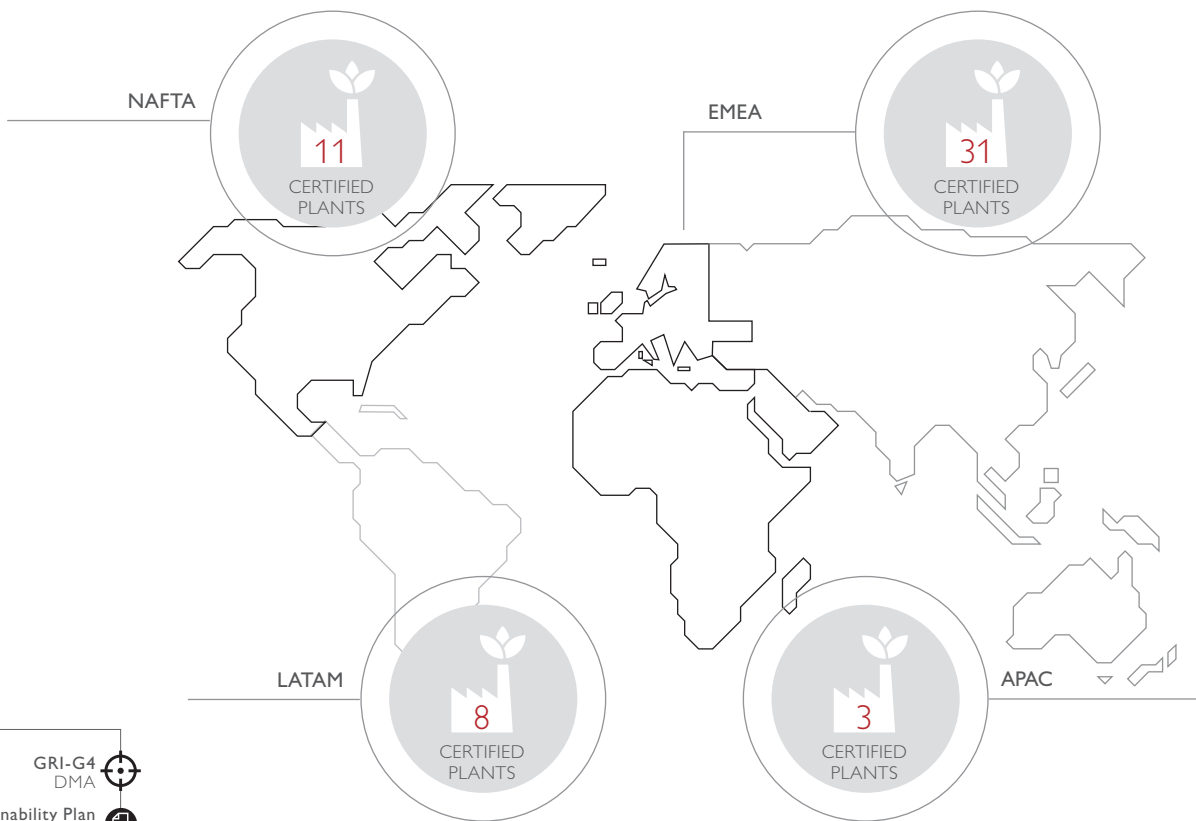 NAFTA
11
CERTIFIED
PLANTS
EMEA
31
CERTIFIED
PLANTS
LATAM
8
CERTIFIED
PLANTS
APAC
3
CERTIFIED
PLANTS
GRI-G4
DMA
Plan